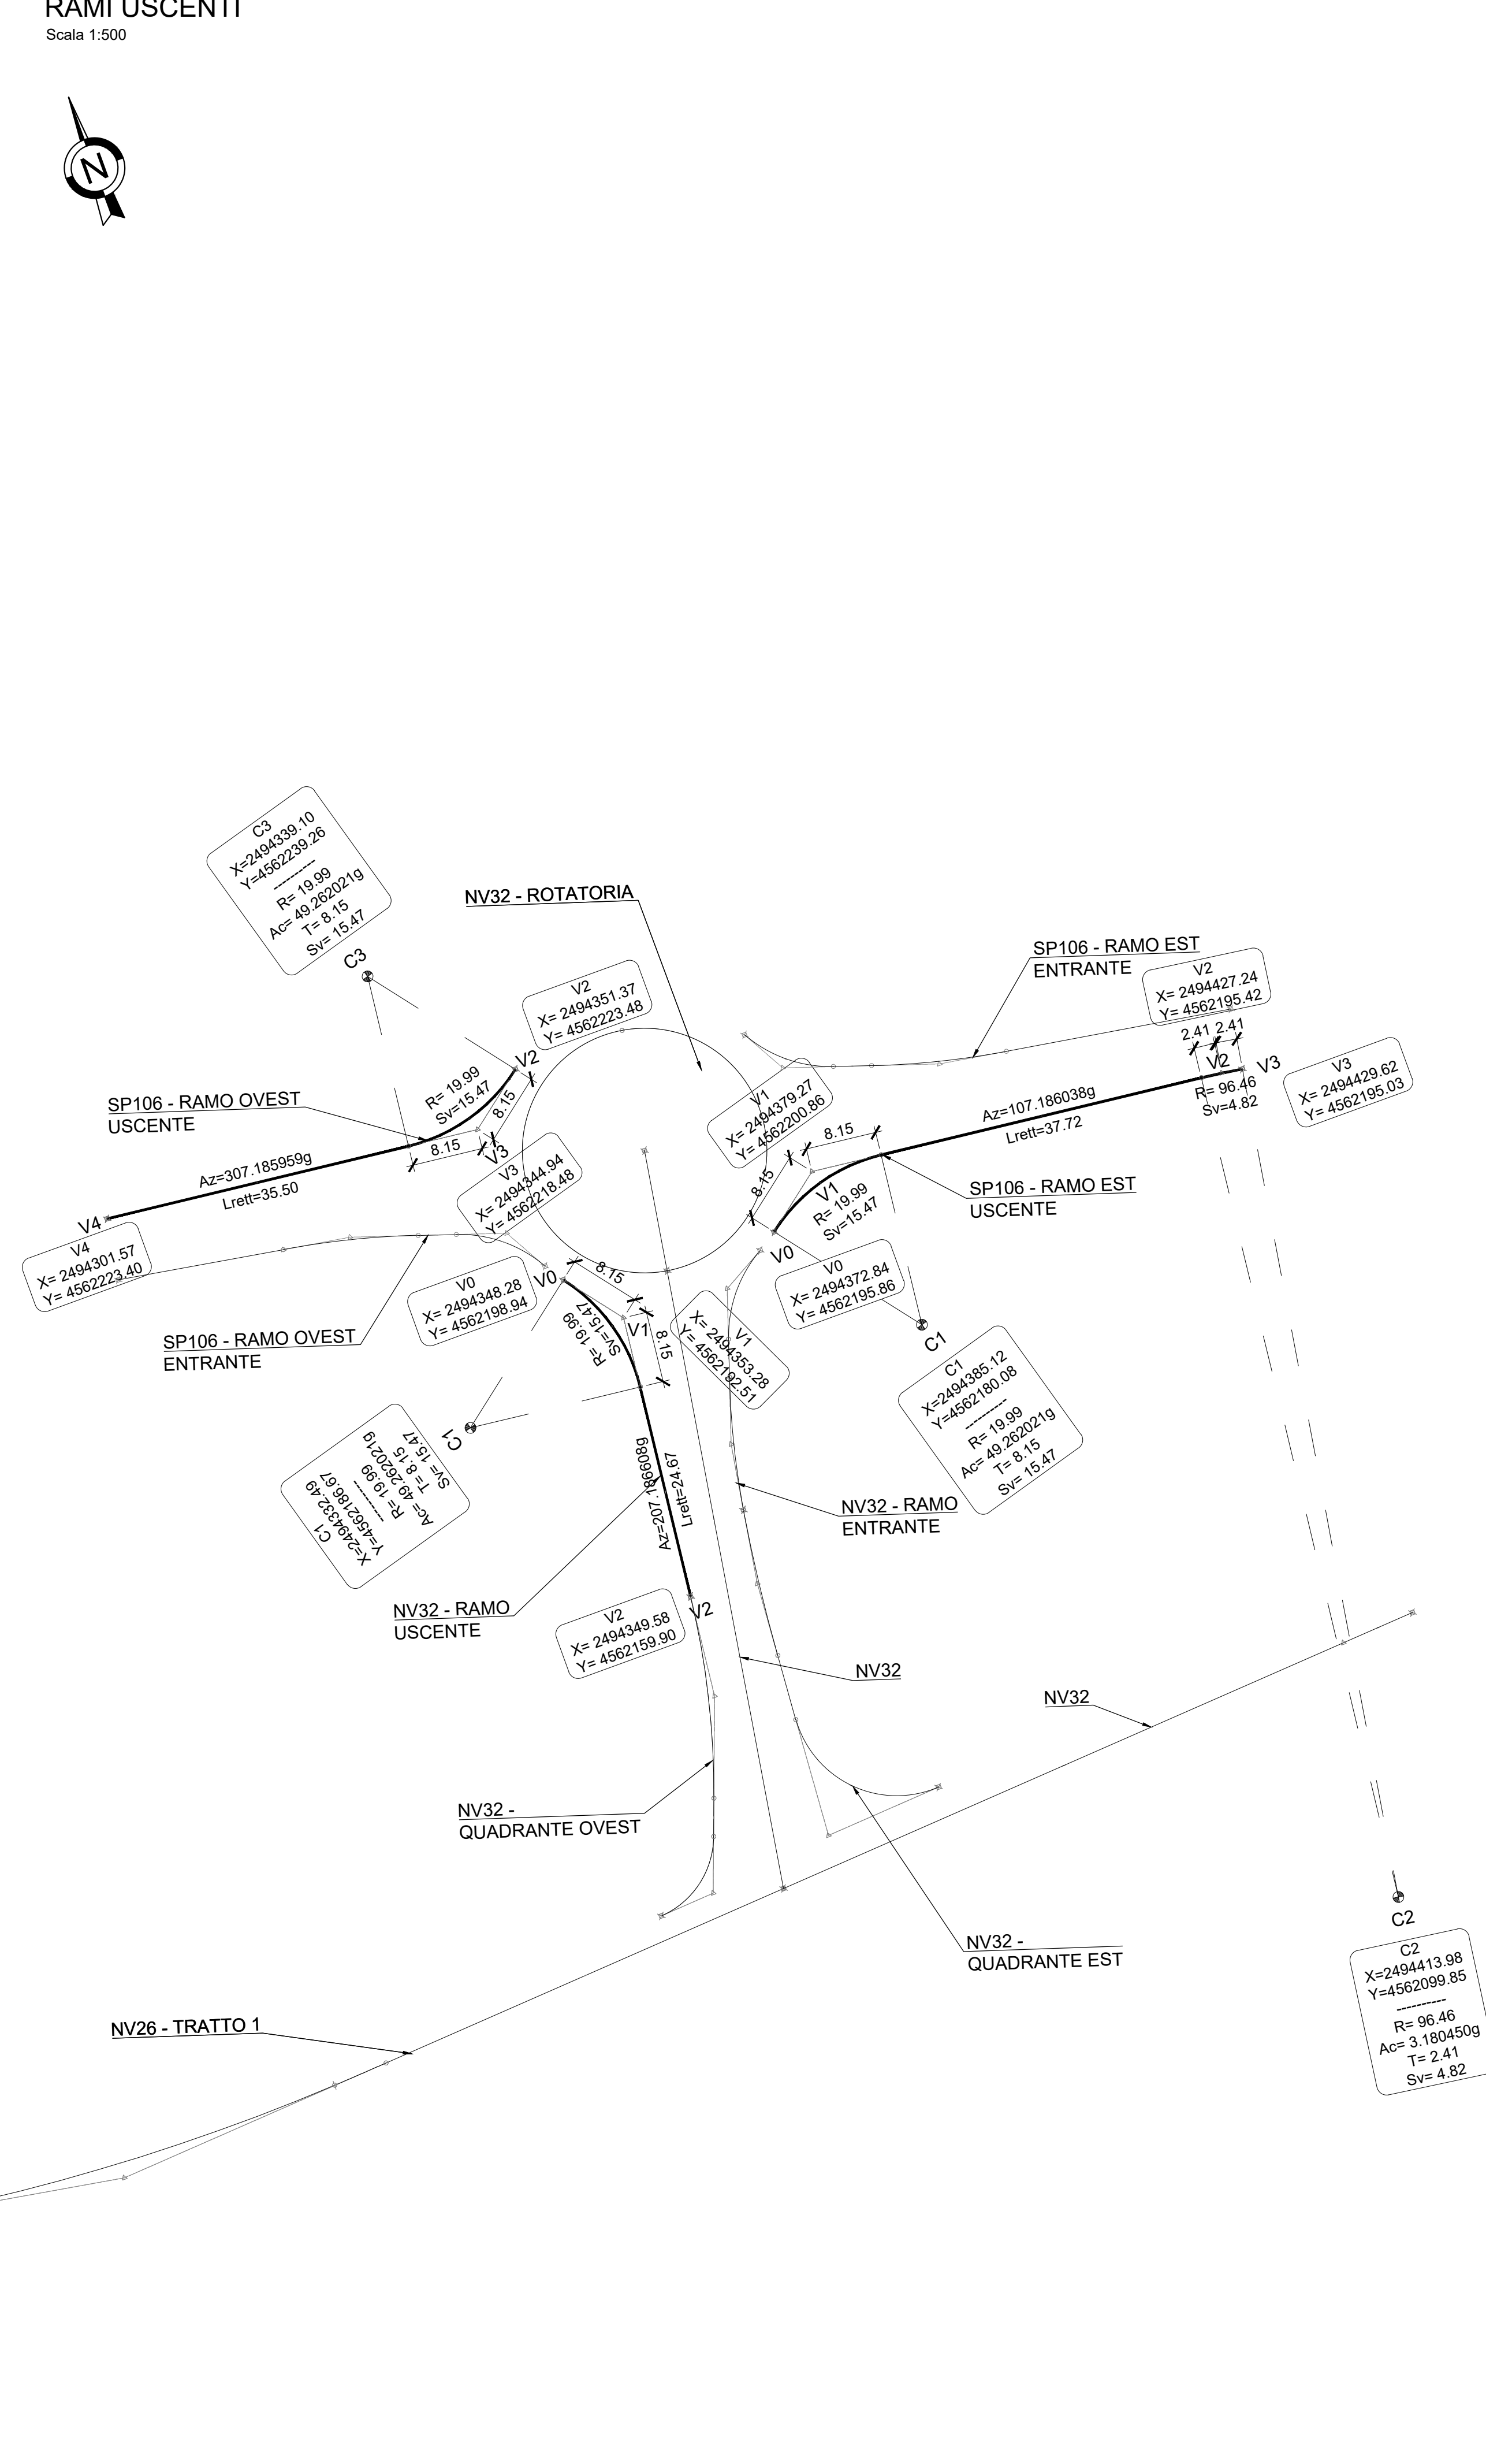 RAMI USCENTI
Scala 1:500
N
C3
X=2494339.10
Y=4562239.26
----------
R= 19.99
Ac= 49.262021g
T= 8.15
Sv= 15.47
C3
NV32 - ROTATORIA
V2
X= 2494351.37
Y= 4562223.48
V2
SP106 - RAMO EST
ENTRANTE
V2
X= 2494427.24
Y= 4562195.42
2.41
2.41
V2
V3
R= 96.46
Sv=4.82
V3
X= 2494429.62
Y= 4562195.03
SP106 - RAMO OVEST
USCENTE
R= 19.99
Sv=15.47
8.15
8.15
V3
V3
X= 2494344.94
Y= 4562218.48
Az=307.185959g
Lrett=35.50
V4
V4
X= 2494301.57
Y= 4562223.40
V1
X= 2494379.27
Y= 4562200.86
8.15
8.15
V1
R= 19.99
Sv=15.47
Az=107.186038g
Lrett=37.72
SP106 - RAMO EST
USCENTE
V0
V0
X= 2494372.84
Y= 4562195.86
C1
C1
X=2494385.12
Y=4562180.08
----------
R= 19.99
Ac= 49.262021g
T= 8.15
Sv= 15.47
SP106 - RAMO OVEST
ENTRANTE
V0
X= 2494348.28
Y= 4562198.94
V0
8.15
R= 19.99
Sv=15.47
V1
8.15
V1
X= 2494353.28
Y= 4562192.51
C1
C1
X=2494332.49
Y=4562186.67
----------
R= 19.99
Ac= 49.262021g
T= 8.15
Sv= 15.47
Az=207.186608g
Lrett=24.67
NV32 - RAMO
ENTRANTE
NV32 - RAMO
USCENTE
V2
V2
X= 2494349.58
Y= 4562159.90
NV32
NV32
NV32 -
QUADRANTE OVEST
NV32 -
QUADRANTE EST
C2
C2
X=2494413.98
Y=4562099.85
----------
R= 96.46
Ac= 3.180450g
T= 2.41
Sv= 4.82
NV26 - TRATTO 1